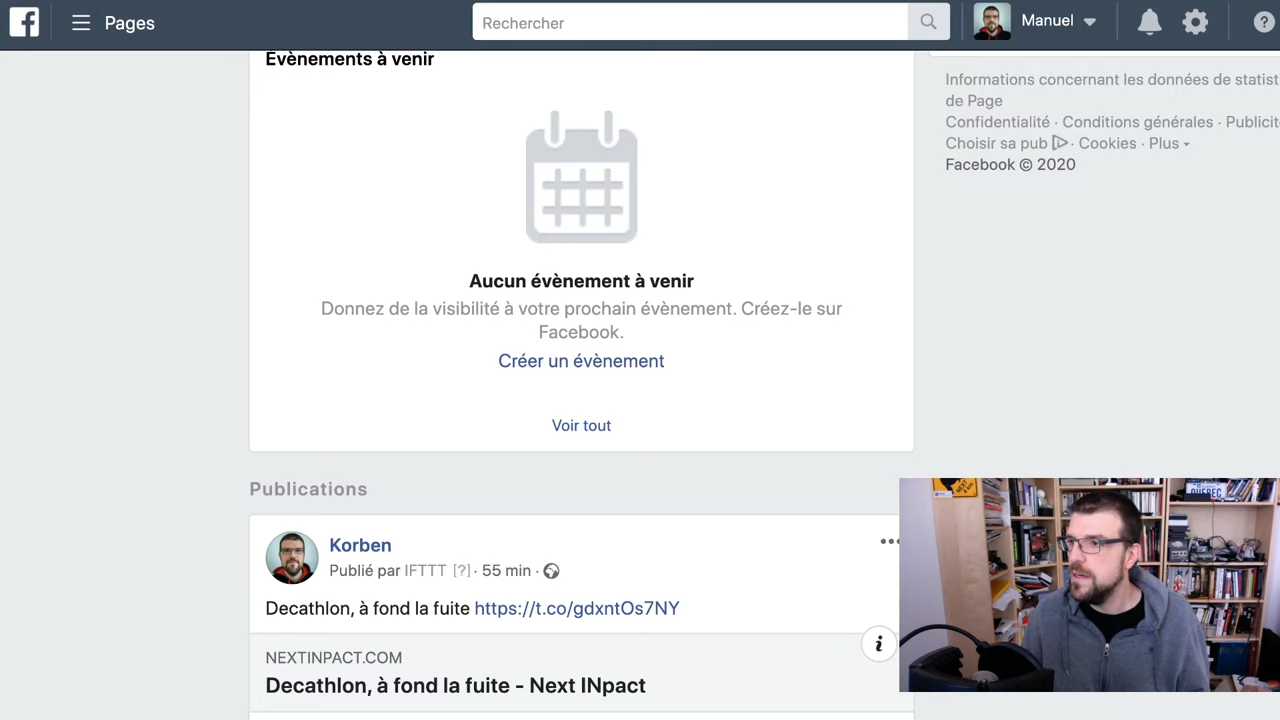 Pages
Rechercher
Manuel
Evènements à venir
Informations concernant les données de statist
de Page
Confidentialité · Conditions générales · Publicité
Choisir sa pub · Cookies · Plus
Facebook © 2020
Aucun évènement à venir
Donnez de la visibilité à votre prochain évènement. Créez-le sur
Facebook.
Créer un évènement
Voir tout
Publications
Korben
Publié par IFTTT [?] · 55 min ·
Decathlon, à fond la fuite https://t.co/gdxntOs7NY
NEXTINPACT.COM
Decathlon, à fond la fuite - Next INpact
QUÉBEC